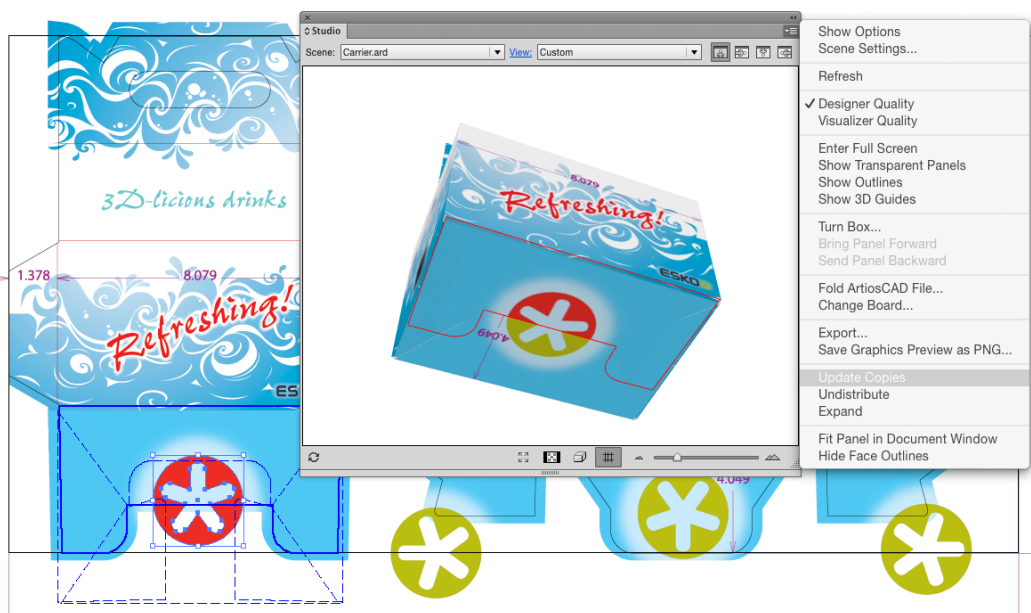 Studio
Scene:
Carrier.ard
View:
Custom
Show Options
Scene Settings...
Refresh
Designer Quality
Visualizer Quality
Enter Full Screen
Show Transparent Panels
Show Outlines
Show 3D Guides
Turn Box...
Bring Panel Forward
Send Panel Backward
Fold ArtiosCAD File...
Change Board...
Export...
Save Graphics Preview as PNG...
Update Copies
Undistribute
Expand
Fit Panel in Document Window
Hide Face Outlines
8.079
Refreshing!
ESKO
4.049
3D-licious drinks
1.378
8.079
Refreshing!
ES
4.049